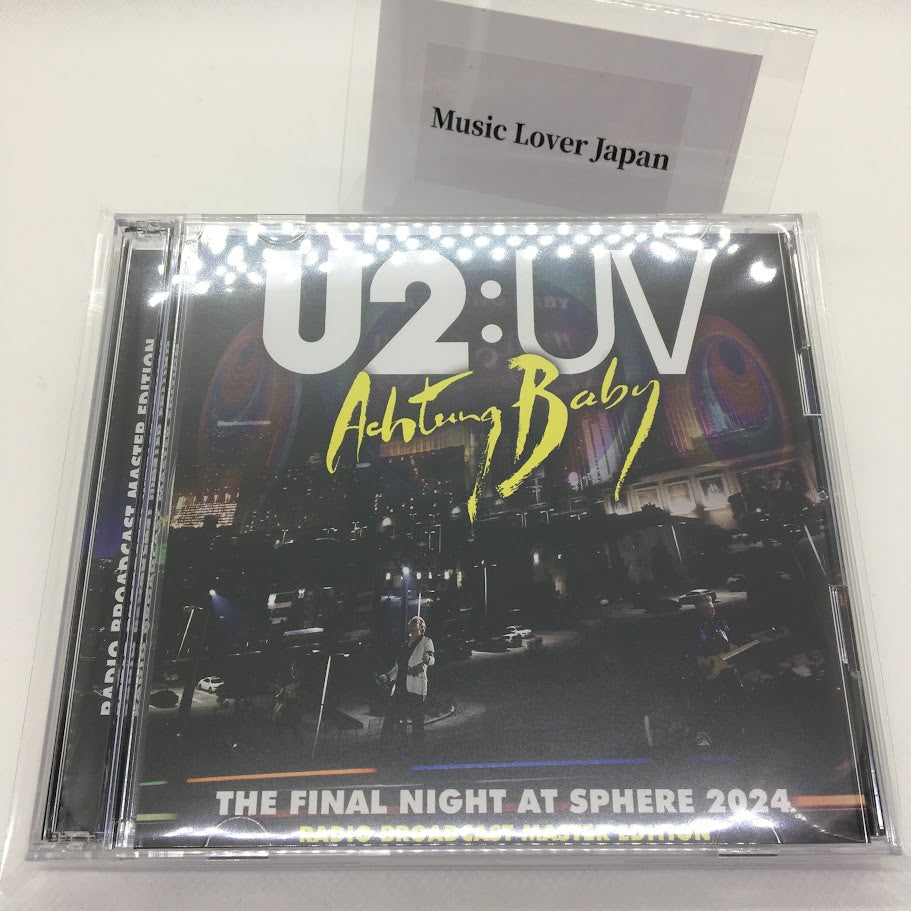 Music Lover Japan
U2:UV
Achtung Baby
RADIO BROADCAST MASTER EDITION
THE FINAL NIGHT AT SPHERE 2024
RADIO BROADCAST MASTER EDITION